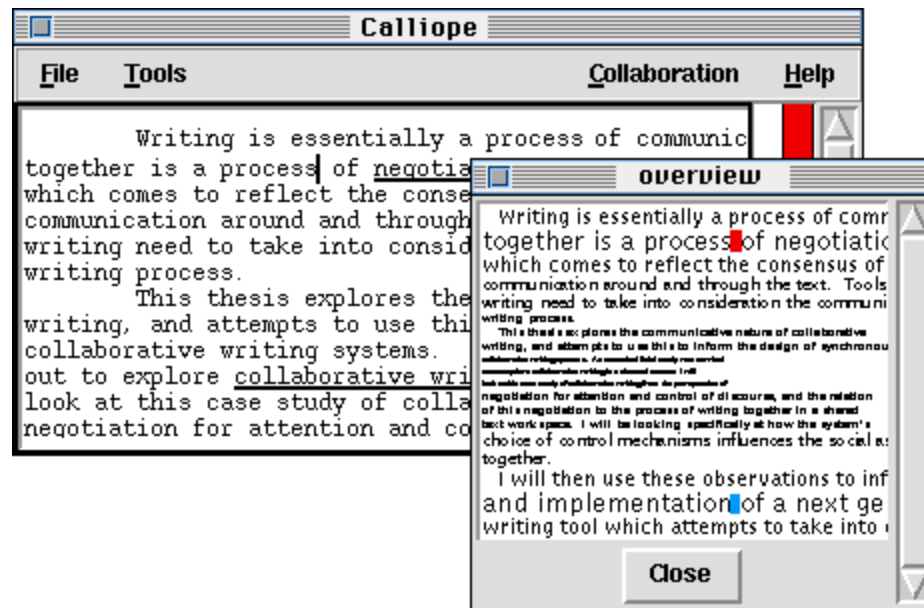 Calliope
File Tools Collaboration Help
Writing is essentially a process of communic
together is a process of negotia
which comes to reflect the conse
communication around and through
writing need to take into consid
writing process.
This thesis explores the
writing, and attempts to use thi
collaborative writing systems.
out to explore collaborative wri
look at this case study of colla
negotiation for attention and co
overview
Writing is essentially a process of comm
together is a process of negotiatio
which comes to reflect the consensus of
communication around and through the text. Tools
writing need to take into consideration the communi
writing process.
This thesis explores the communicative nature of collaborative
writing, and attempts to use this to inform the design of synchronou
negotiation for attention and control of discourse, and the relation
of this negotiation to the process of writing together in a shared
text workspace. I will be looking specifically at how the system's
choice of control mechanisms influences the social as
together.
I will then use these observations to inf
and implementation of a next ge
writing tool which attempts to take into
Close